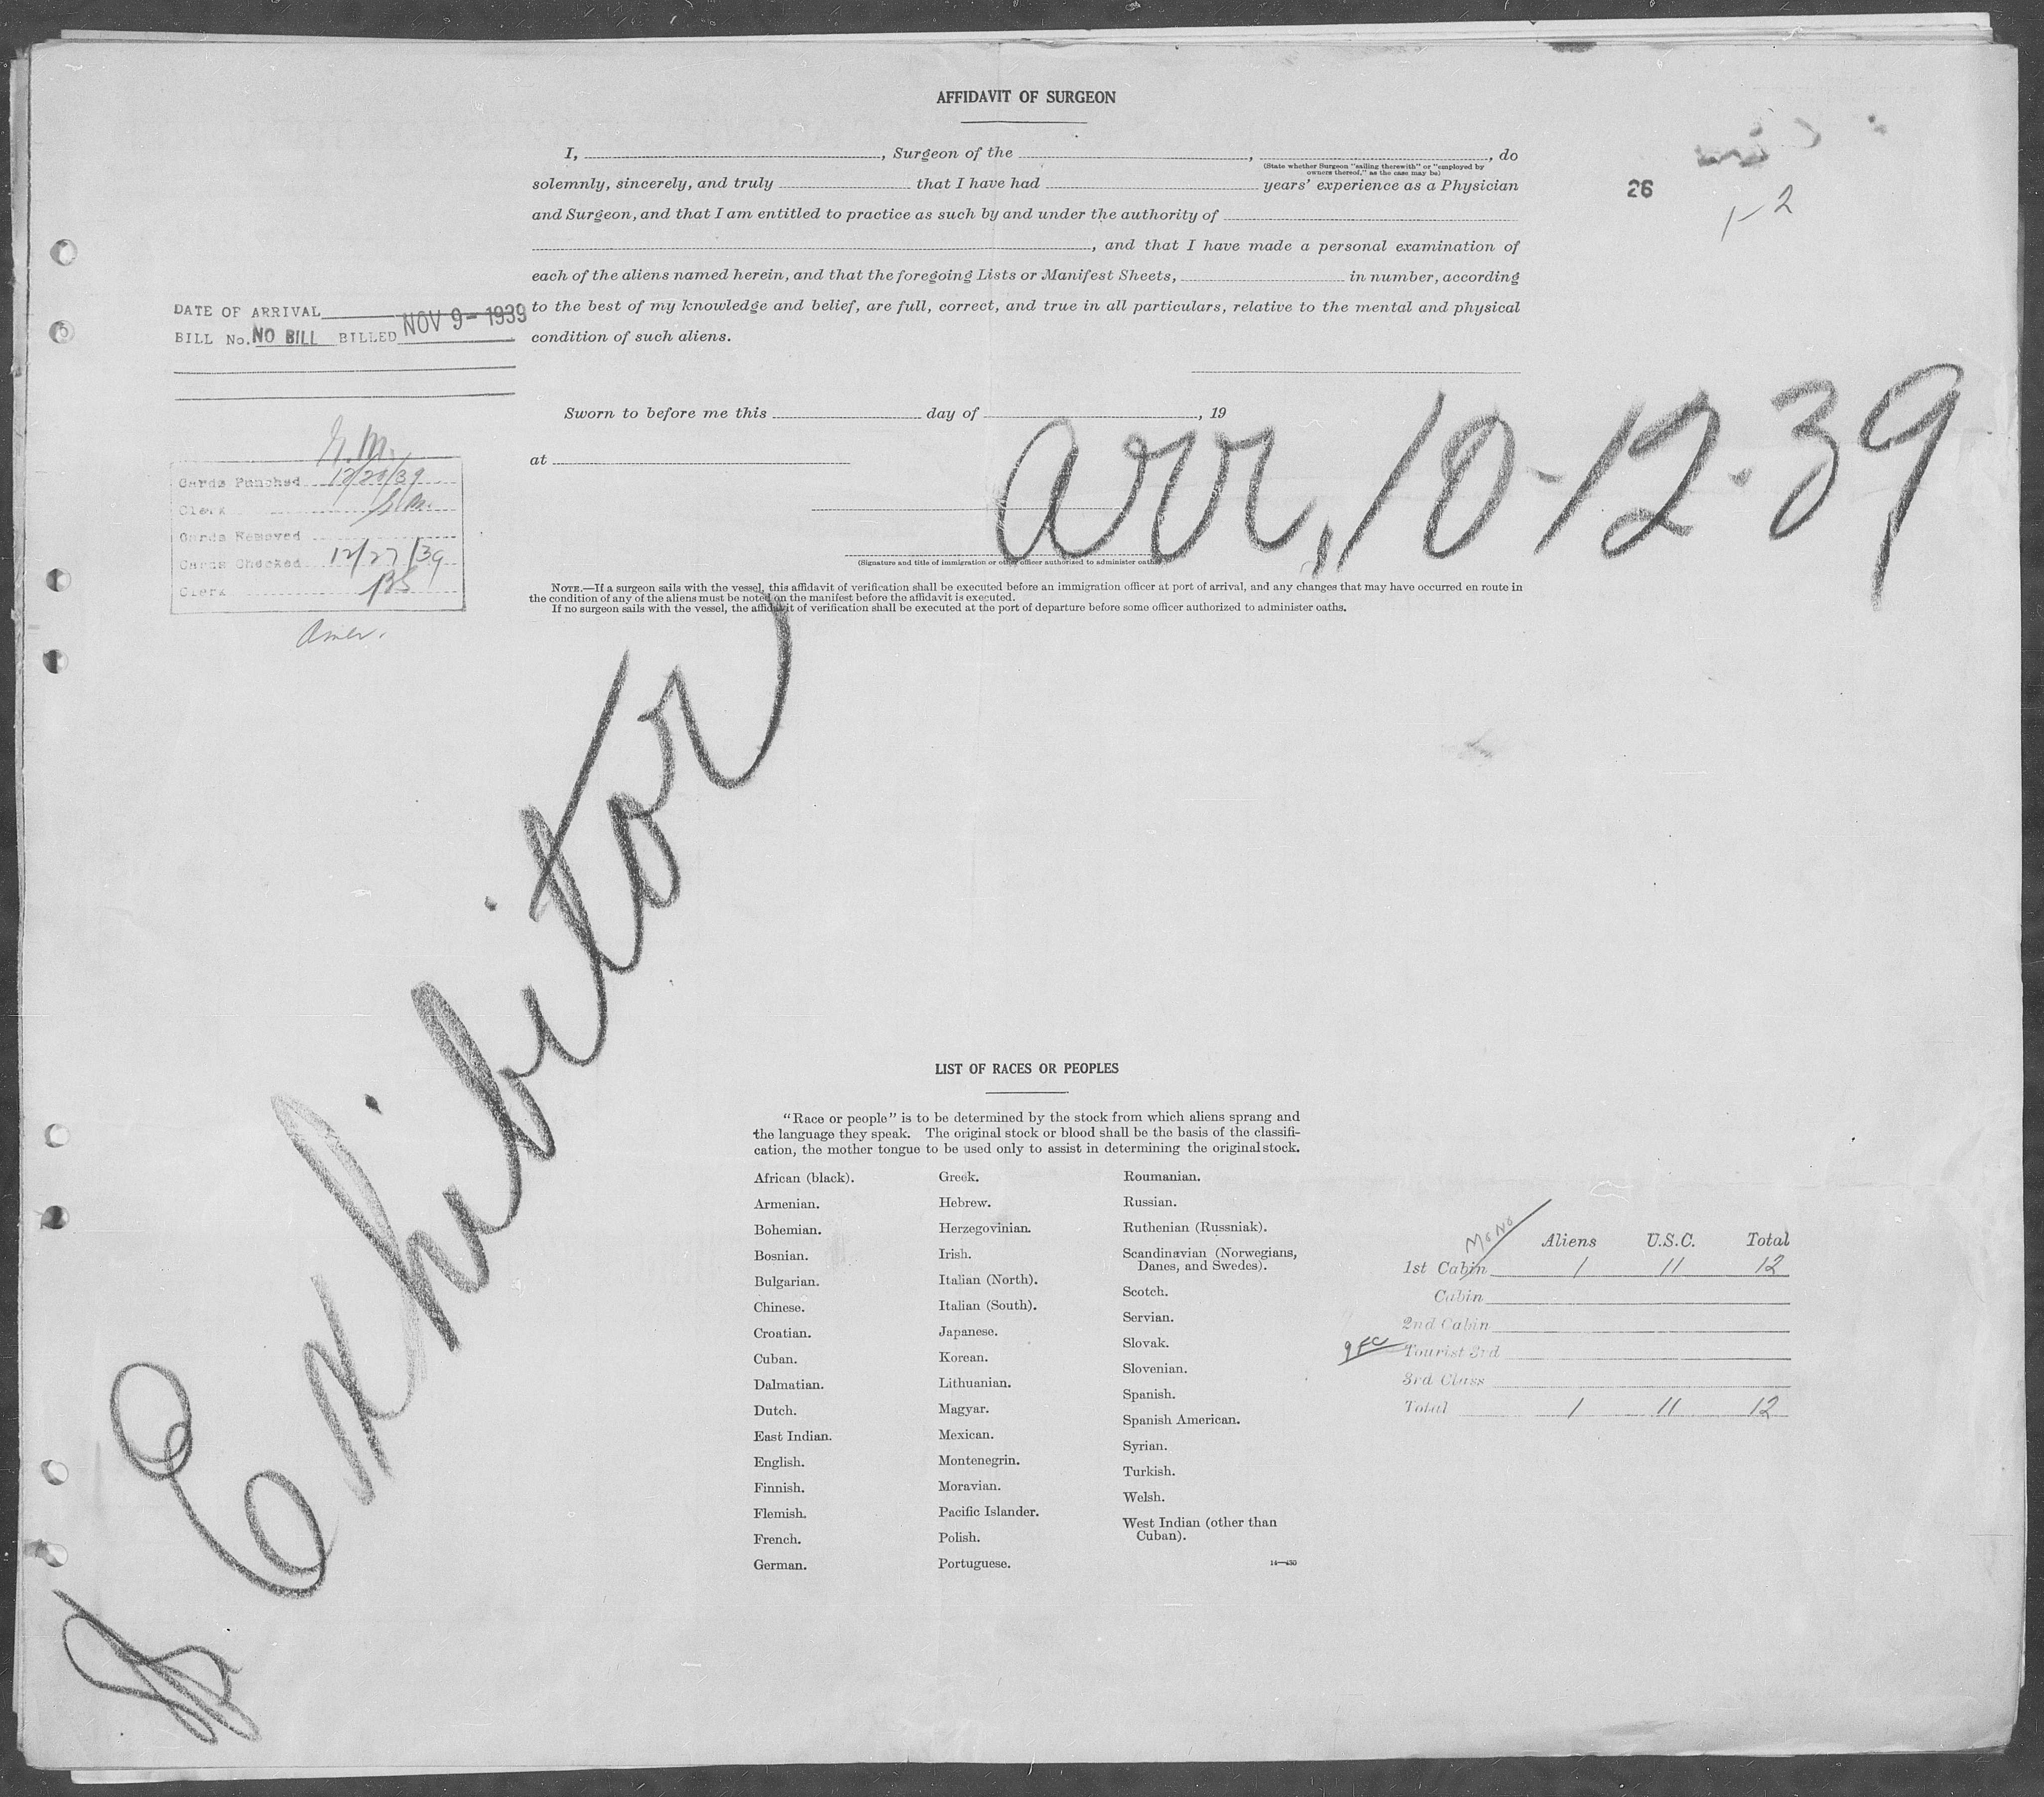 AFFIDAVIT OF SURGEON
I, , Surgeon of the , , do
(State whether Surgeon "sailing therewith" or "employed by
owners thereof," as the case may be)
solemnly, sincerely, and truly that I have had years' experience as a Physician
26
1-2
and Surgeon, and that I am entitled to practice as such by and under the authority of
, and that I have made a personal examination of
each of the aliens named herein, and that the foregoing Lists or Manifest Sheets, in number, according
to the best of my knowledge and belief, are full, correct, and true in all particulars, relative to the mental and physical
condition of such aliens.
DATE OF ARRIVAL
BILL No. NO BILL BILLED NOV 9- 1939
Sworn to before me this day of , 19
at
arr, 10-12-39
(Signature and title of immigration or other officer authorized to administer oaths)
Cards Punched 12/20/39
Clerk
Cards Removed
Cards Checked 12/27/39
Clerk BS
Amer.
NOTE.—If a surgeon sails with the vessel, this affidavit of verification shall be executed before an immigration officer at port of arrival, and any changes that may have occurred en route in
the condition of any of the aliens must be noted on the manifest before the affidavit is executed.
If no surgeon sails with the vessel, the affidavit of verification shall be executed at the port of departure before some officer authorized to administer oaths.
Exhibitor
LIST OF RACES OR PEOPLES
"Race or people" is to be determined by the stock from which aliens sprang and
the language they speak. The original stock or blood shall be the basis of the classifi-
cation, the mother tongue to be used only to assist in determining the original stock.
African (black).
Armenian.
Bohemian.
Bosnian.
Bulgarian.
Chinese.
Croatian.
Cuban.
Dalmatian.
Dutch.
East Indian.
English.
Finnish.
Flemish.
French.
German.
Greek.
Hebrew.
Herzegovinian.
Irish.
Italian (North).
Italian (South).
Japanese.
Korean.
Lithuanian.
Magyar.
Mexican.
Montenegrin.
Moravian.
Pacific Islander.
Polish.
Portuguese.
Roumanian.
Russian.
Ruthenian (Russniak).
Scandinavian (Norwegians,
Danes, and Swedes).
Scotch.
Servian.
Slovak.
Slovenian.
Spanish.
Spanish American.
Syrian.
Turkish.
Welsh.
West Indian (other than
Cuban).
14—430
Mono Aliens U.S.C. Total
1st Cabin 1 11 12
Cabin
2nd Cabin
Tourist 3rd
3rd Class
Total 1 11 12